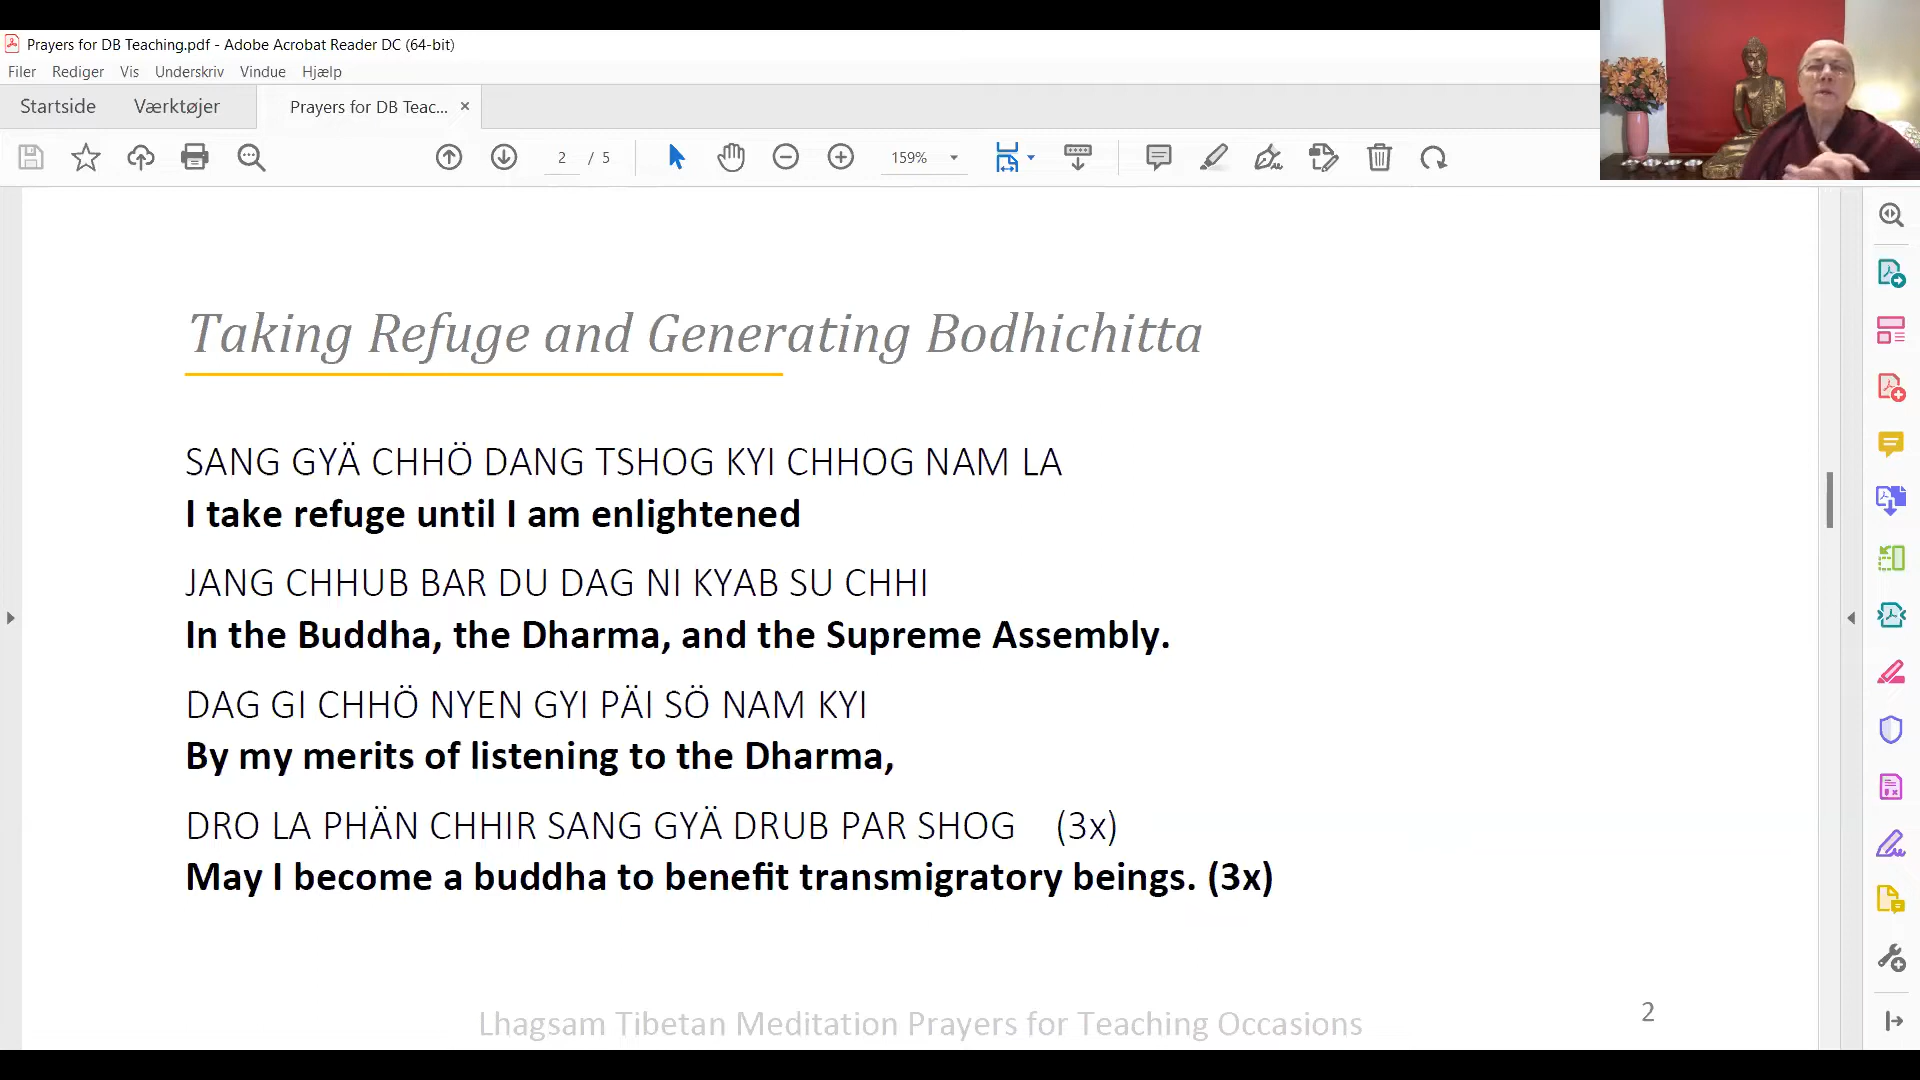 Prayers for DB Teaching.pdf - Adobe Acrobat Reader DC (64-bit)
Filer Rediger Vis Underskriv Vindue Hjælp
Startside Værktøjer Prayers for DB Teac... ×
2 / 5 159%
Taking Refuge and Generating Bodhichitta
SANG GYÄ CHHÖ DANG TSHOG KYI CHHOG NAM LA
I take refuge until I am enlightened
JANG CHHUB BAR DU DAG NI KYAB SU CHHI
In the Buddha, the Dharma, and the Supreme Assembly.
DAG GI CHHÖ NYEN GYI PÄI SÖ NAM KYI
By my merits of listening to the Dharma,
DRO LA PHÄN CHHIR SANG GYÄ DRUB PAR SHOG (3x)
May I become a buddha to benefit transmigratory beings. (3x)
Lhagsam Tibetan Meditation Prayers for Teaching Occasions
2